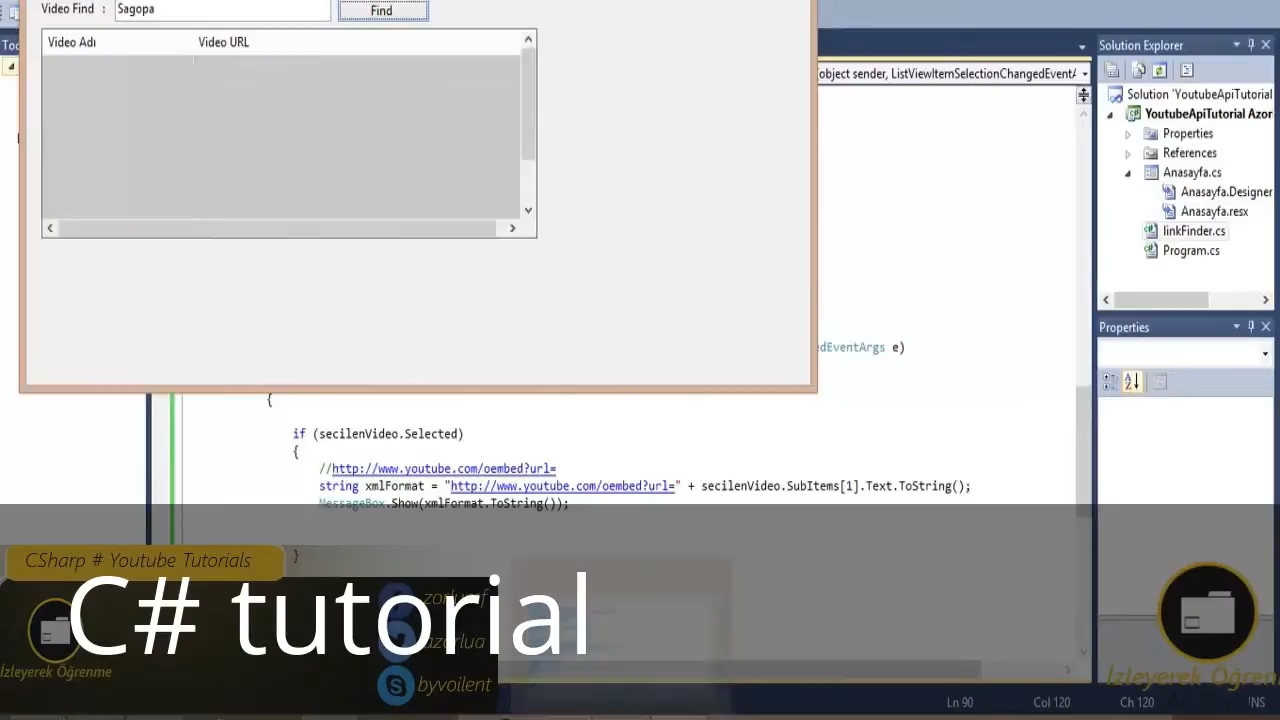 Video Find :
Sagopa
Find
Video Adı
Video URL
object sender, ListViewItemSelectionChangedEventA
Solution Explorer
Solution 'YoutubeApiTutorial
YoutubeApiTutorial Azor
Properties
References
Anasayfa.cs
Anasayfa.Designer
Anasayfa.resx
linkFinder.cs
Program.cs
Properties
dEventArgs e)
{
if (secilenVideo.Selected)
{
//http://www.youtube.com/oembed?url=
string xmlFormat = "http://www.youtube.com/oembed?url=" + secilenVideo.SubItems[1].Text.ToString();
MessageBox.Show(xmlFormat.ToString());
}
CSharp # Youtube Tutorials
C# tutorial
azorlua
byvoilent
İzleyerek Öğrenme
İzleyerek Öğren
Ln 90
Col 120
Ch 120
INS